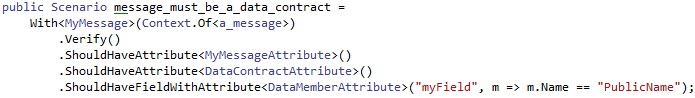 public Scenario message_must_be_a_data_contract =
With<MyMessage>(Context.Of<a_message>)
.Verify()
.ShouldHaveAttribute<MyMessageAttribute>()
.ShouldHaveAttribute<DataContractAttribute>()
.ShouldHaveFieldWithAttribute<DataMemberAttribute>("myField", m => m.Name == "PublicName");